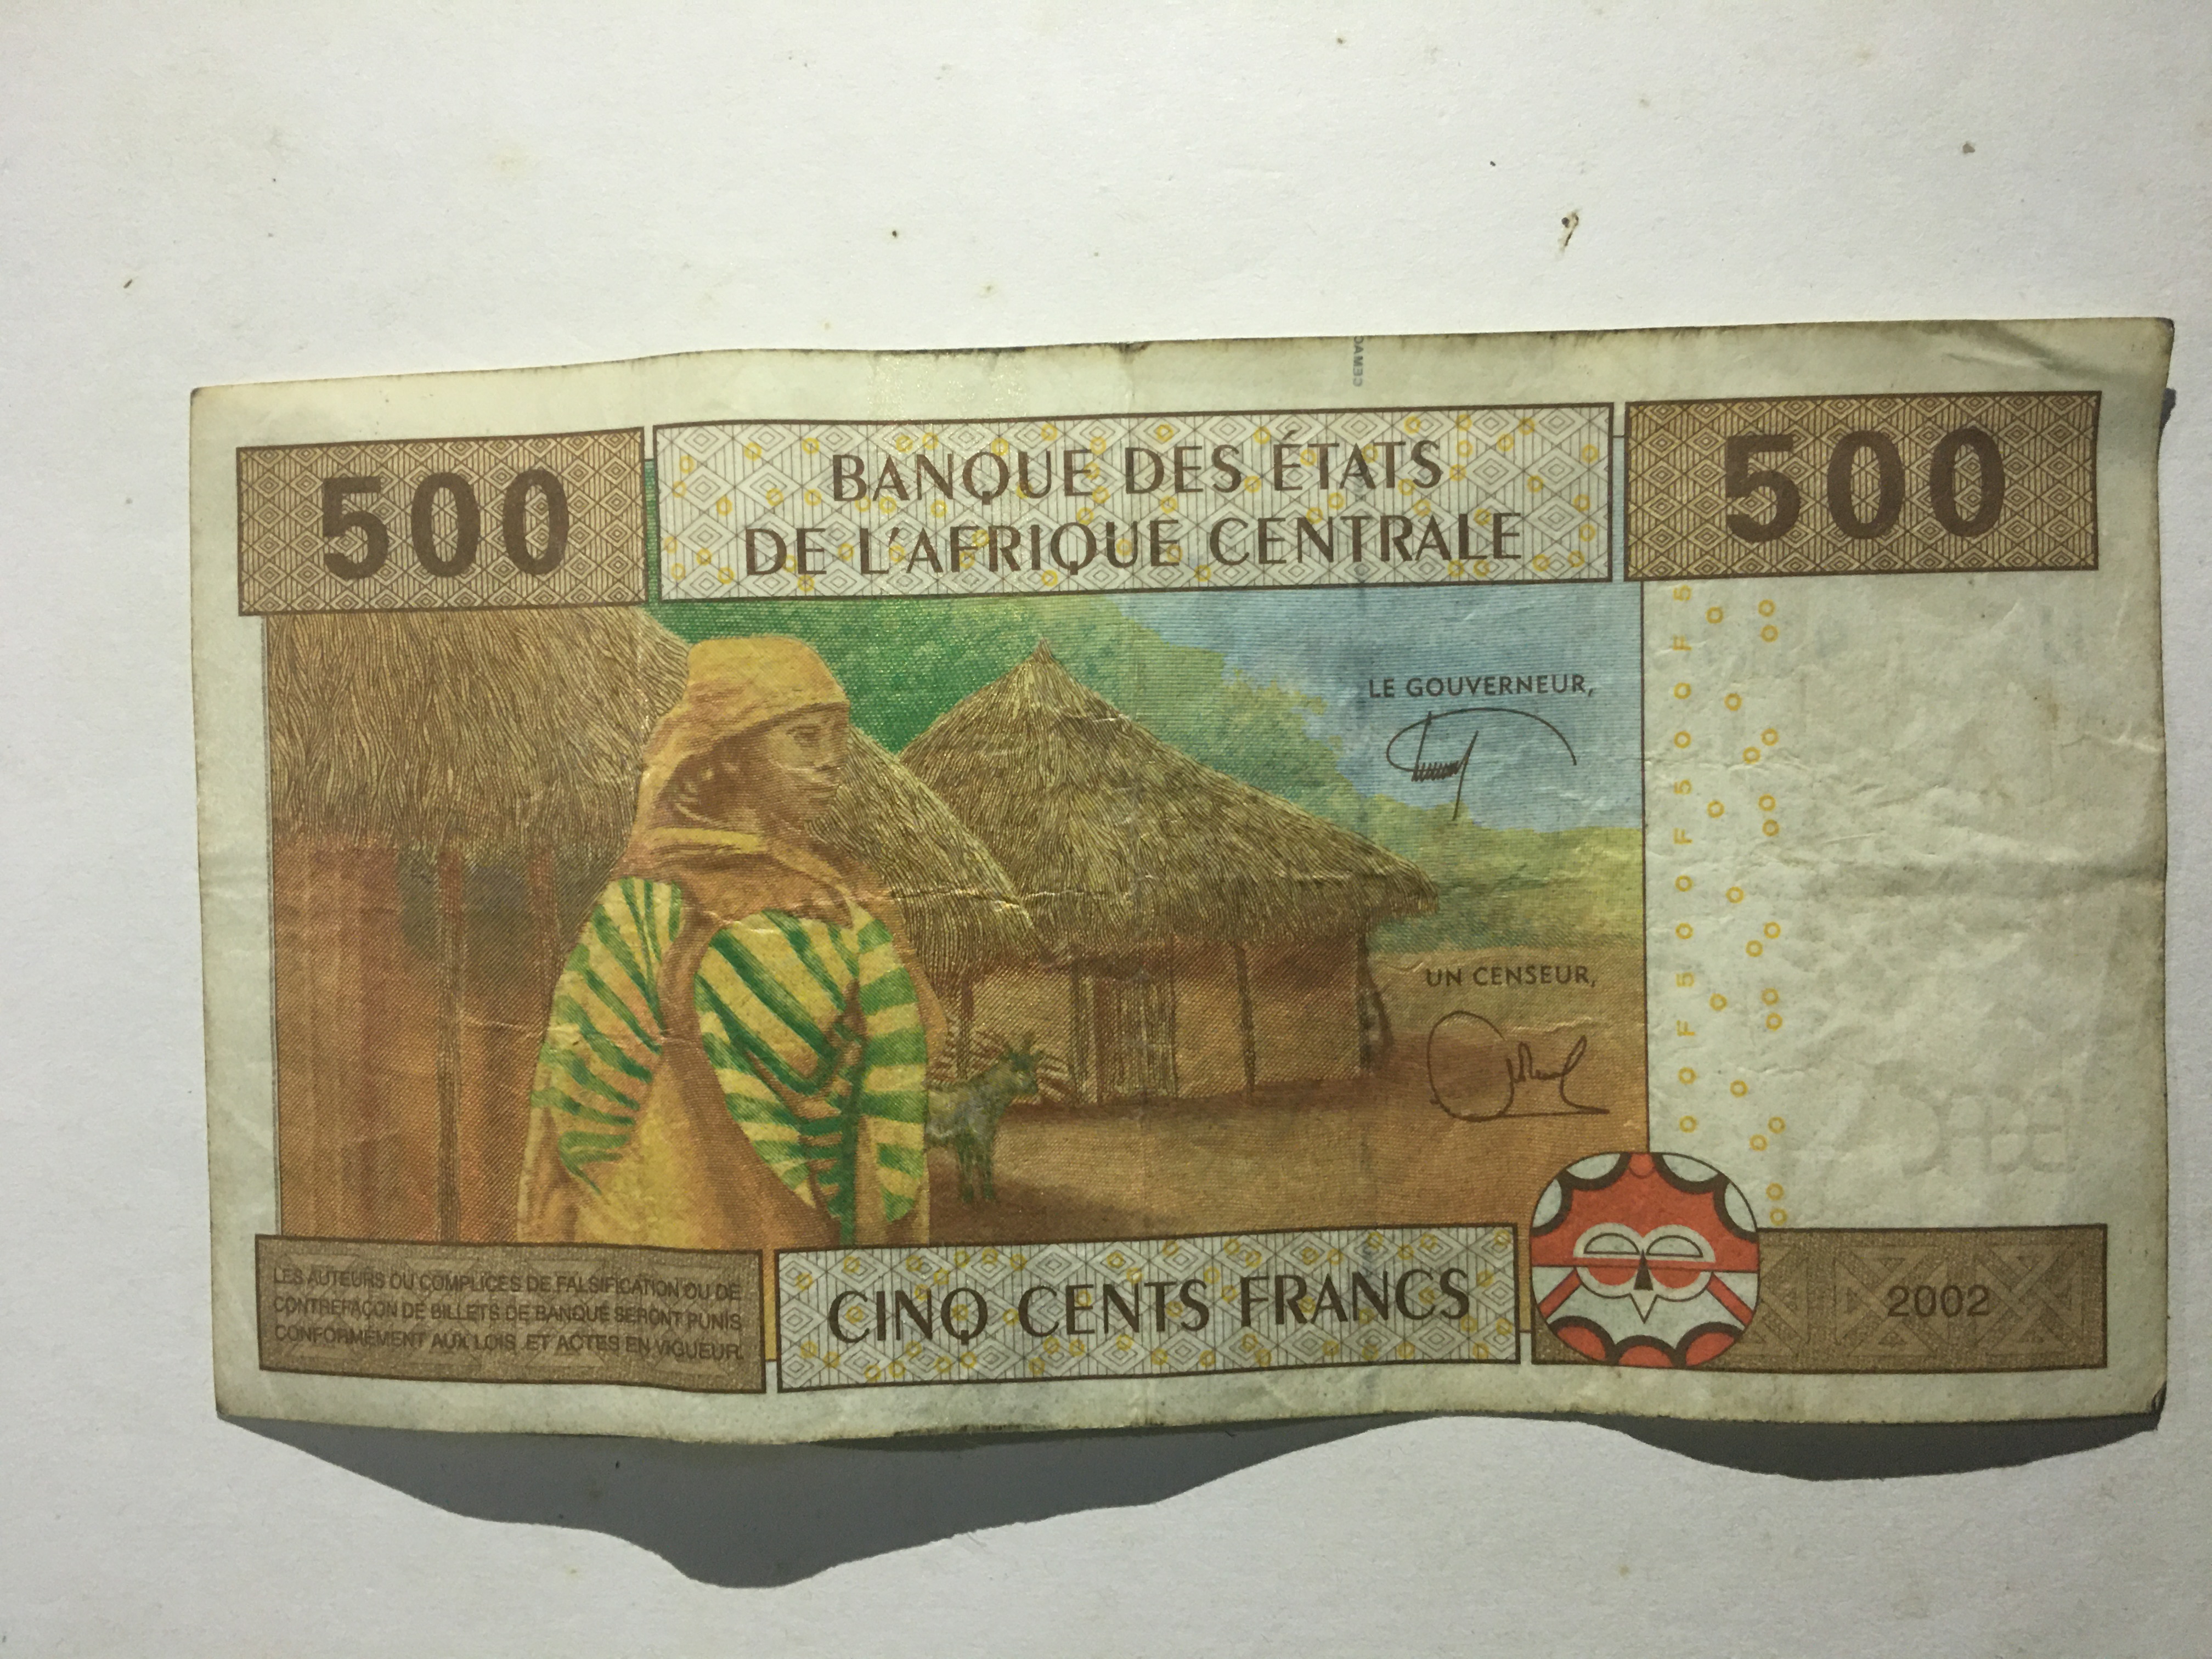 500
BANQUE DES ÉTATS
DE L'AFRIQUE CENTRALE
500
LE GOUVERNEUR,
UN CENSEUR,
00F500F500F5
LES AUTEURS OU COMPLICES DE FALSIFICATION OU DE
CONTREFAÇON DE BILLETS DE BANQUE SERONT PUNIS
CONFORMÉMENT AUX LOIS ET ACTES EN VIGUEUR
CINQ CENTS FRANCS
2002